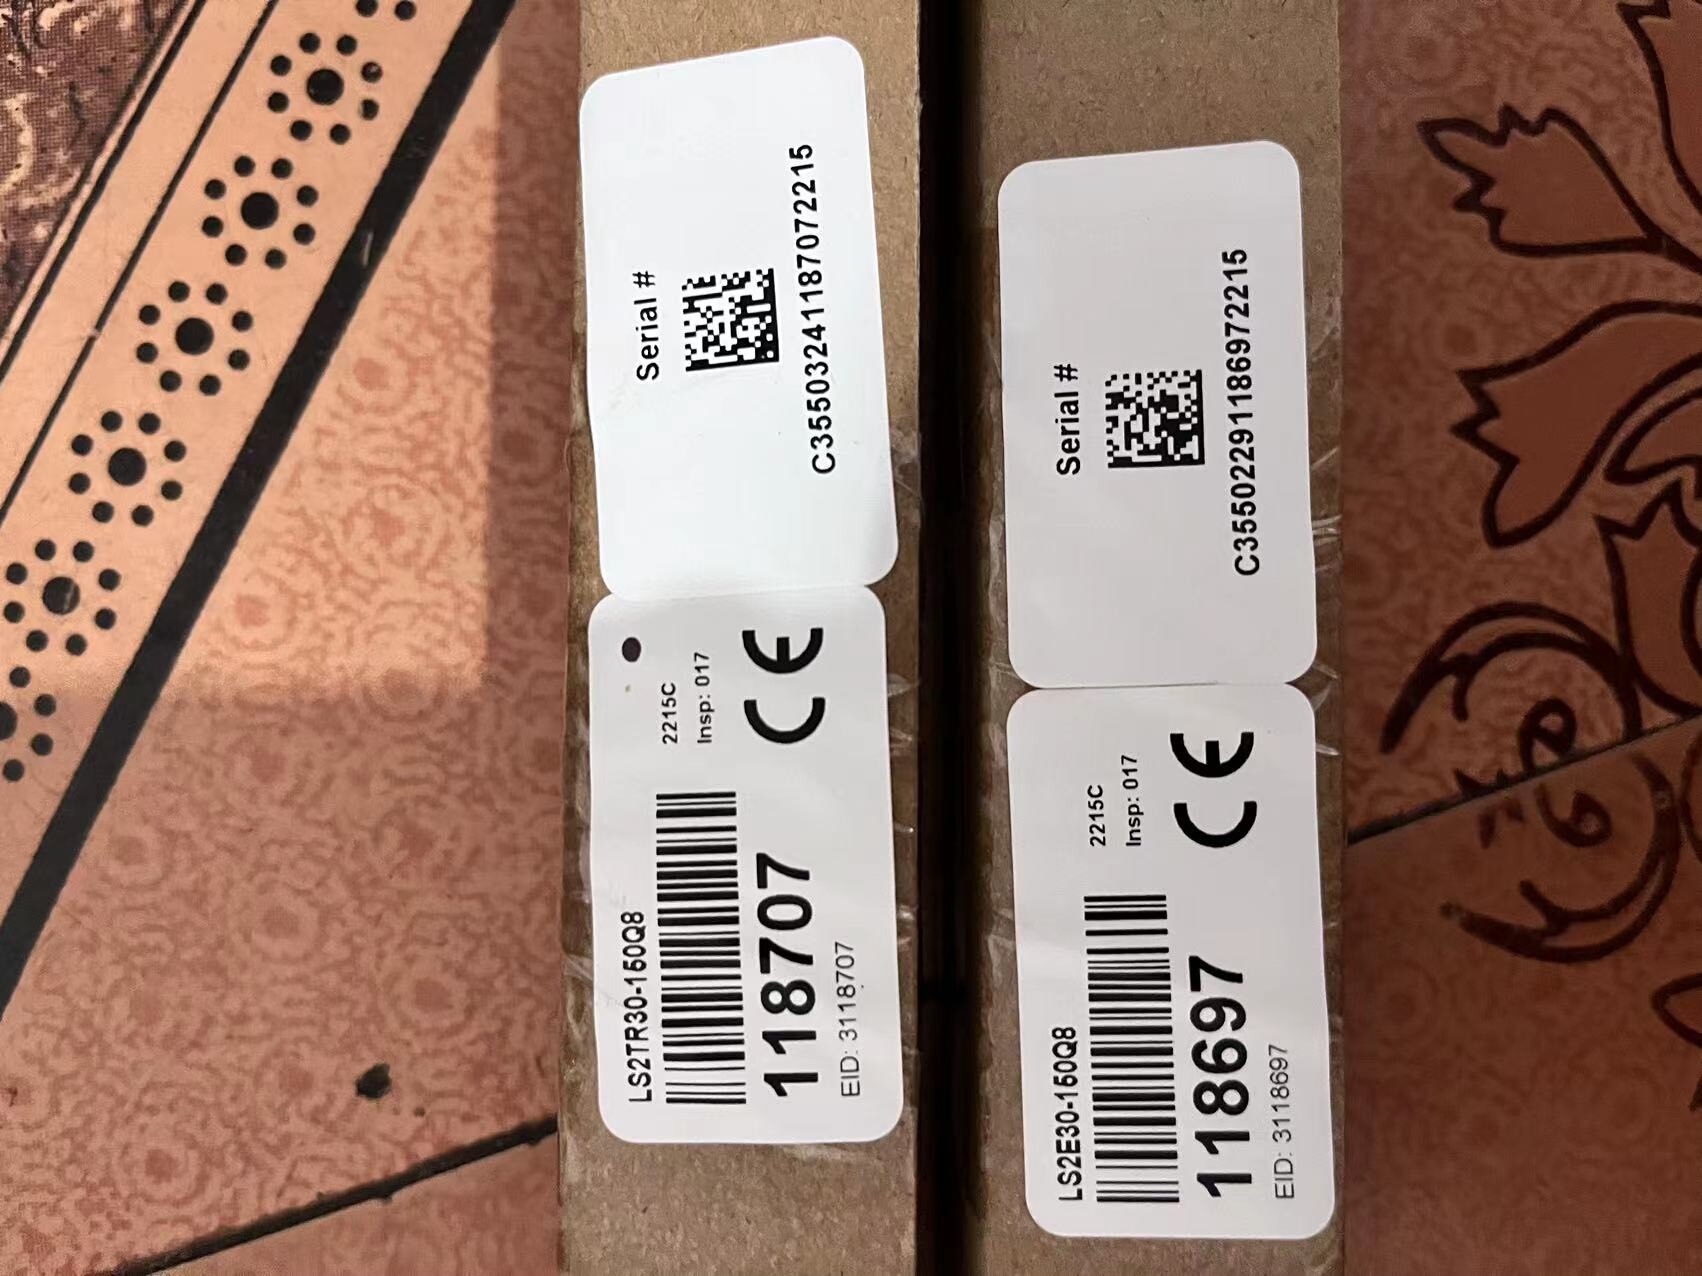 LS2TR30-150Q8
2215C
Insp: 017
118707
CE
EID: 3118707
Serial #
C35503241187072215
LS2E30-150Q8
2215C
Insp: 017
118697
CE
EID: 3118697
Serial #
C35502291186972215